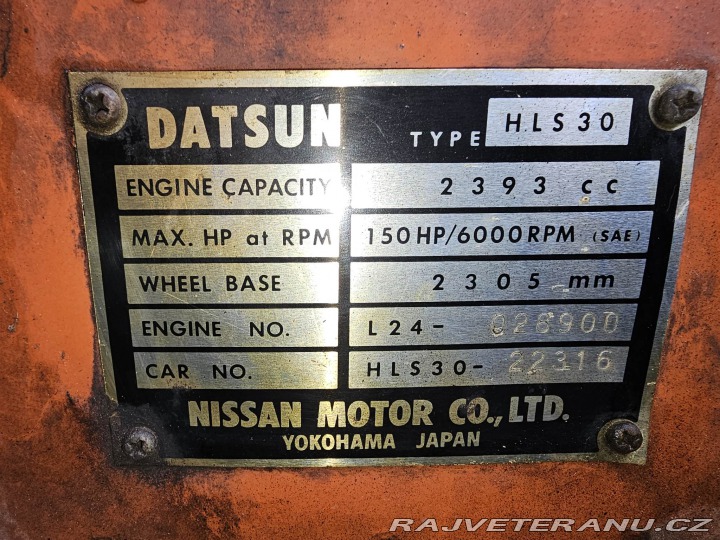 DATSUN TYPE HLS30
ENGINE CAPACITY 2393 cc
MAX. HP at RPM 150HP/6000RPM (SAE)
WHEEL BASE 2305 mm
ENGINE NO. L24- 026900
CAR NO. HLS30- 22316
NISSAN MOTOR CO., LTD.
YOKOHAMA JAPAN
RAJVETERANU.CZ